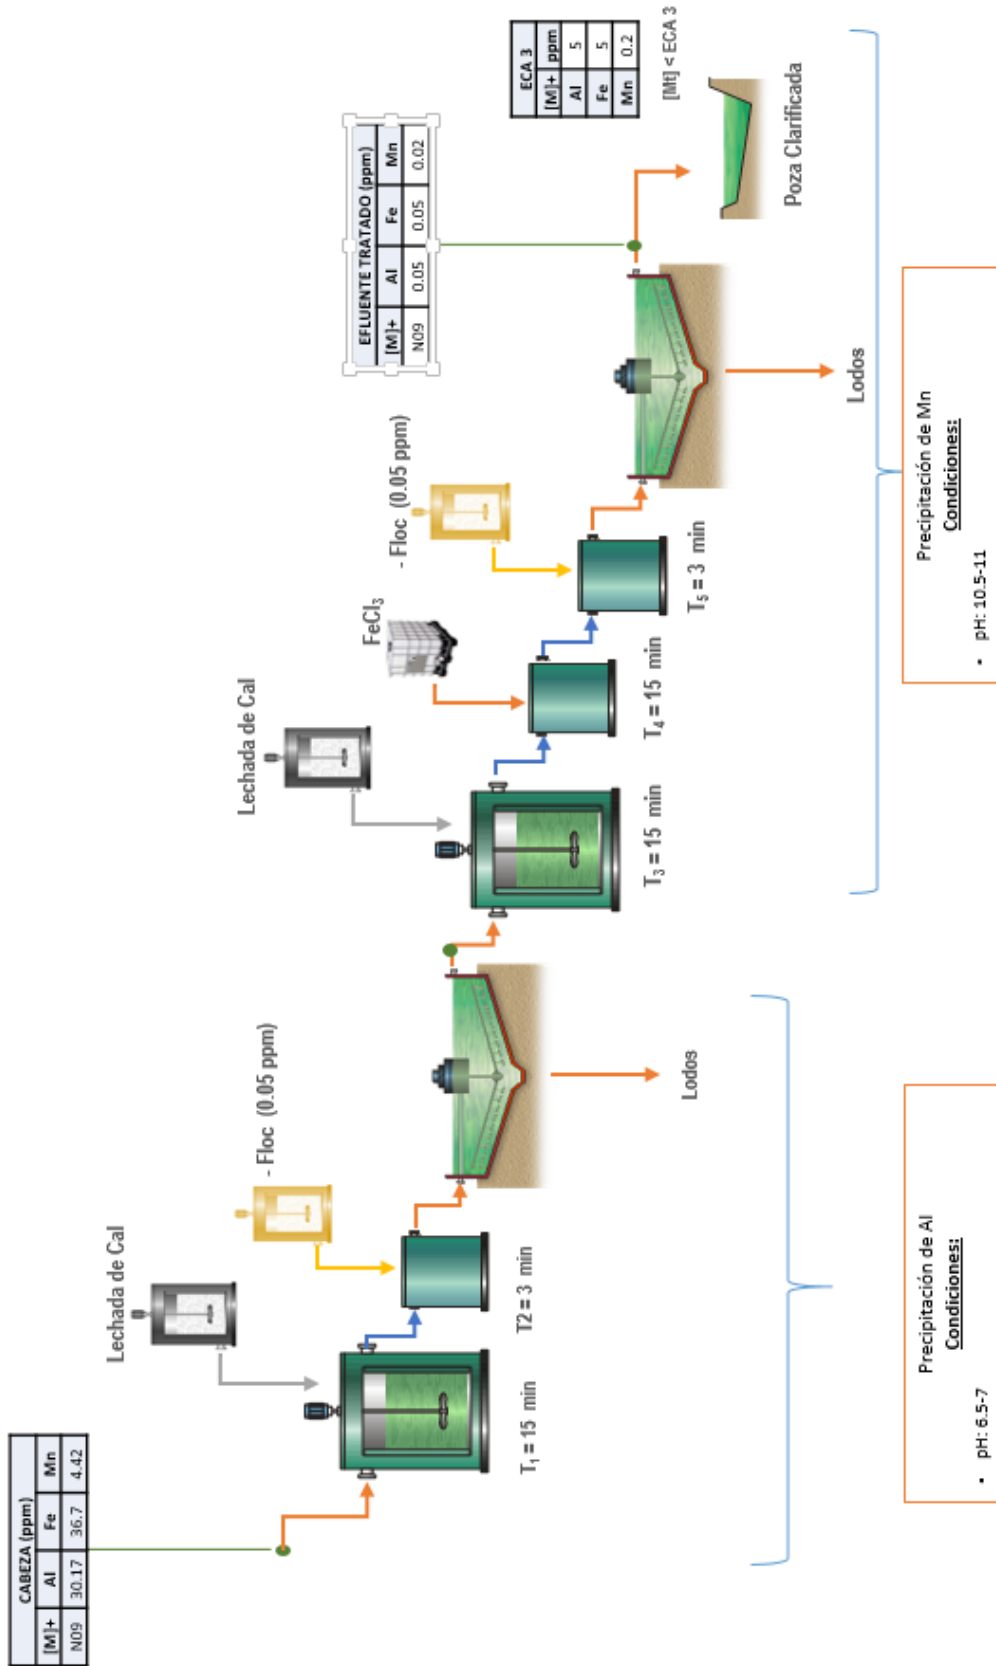 CABEZA (ppm)
[M]+ Al Fe Mn
N09 30.17 36.7 4.42
Lechada de Cal
- Floc (0.05 ppm)
T₁ = 15 min
T2 = 3 min
Lodos
Lechada de Cal
FeCl₃
- Floc (0.05 ppm)
T₃ = 15 min
T₄ = 15 min
T₅ = 3 min
Lodos
EFLUENTE TRATADO (ppm)
[M]+ Al Fe Mn
N09 0.05 0.05 0.02
ECA 3
[M]+ ppm
Al 5
Fe 5
Mn 0.2
[Mt] < ECA 3
Poza Clarificada
Precipitación de Al
Condiciones:
• pH: 6.5-7
Precipitación de Mn
Condiciones:
• pH: 10.5-11